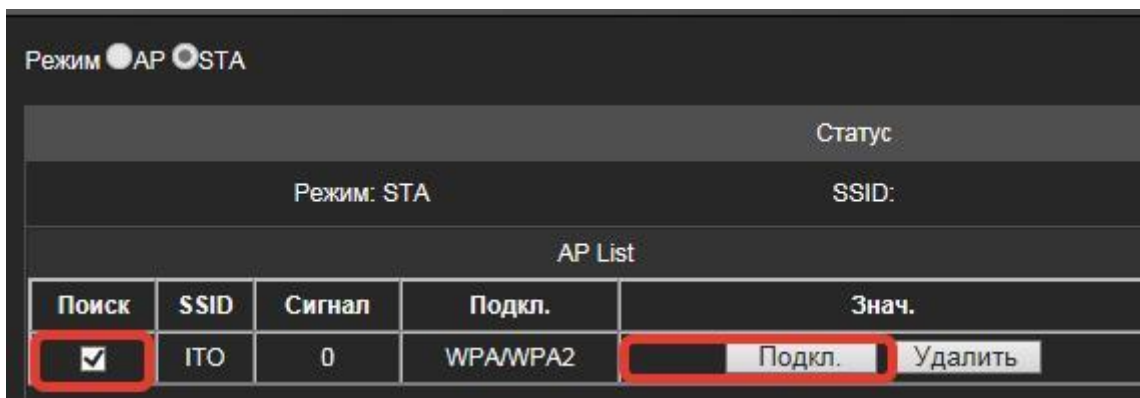 Режим AP STA
Статус
Режим: STA SSID:
AP List
Поиск SSID Сигнал Подкл. Знач.
ITO 0 WPA/WPA2 Подкл. Удалить